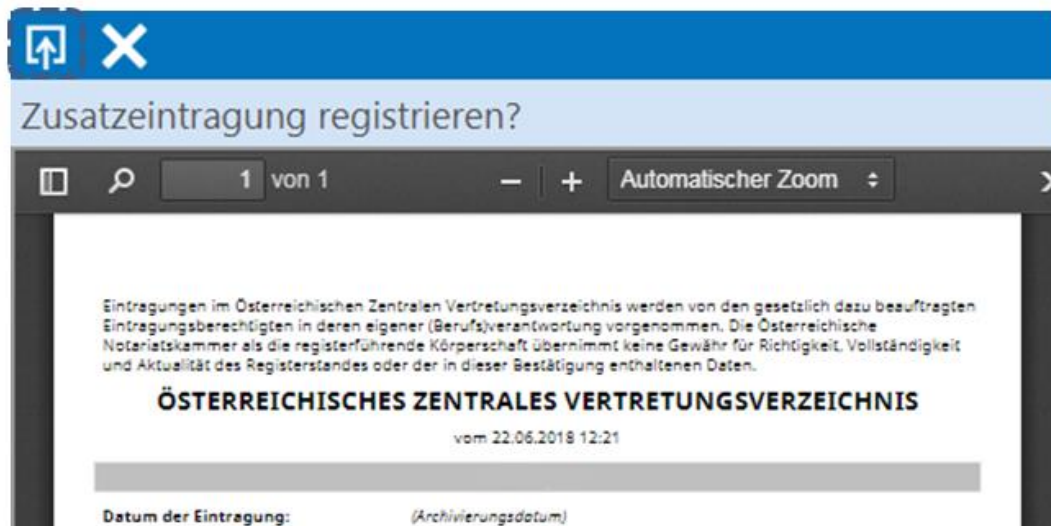 Zusatzeintragung registrieren?
1 von 1
Automatischer Zoom
Eintragungen im Österreichischen Zentralen Vertretungsverzeichnis werden von den gesetzlich dazu beauftragten
Eintragungsberechtigten in deren eigener (Berufs)verantwortung vorgenommen. Die Österreichische
Notariatskammer als die registerführende Körperschaft übernimmt keine Gewähr für Richtigkeit, Vollständigkeit
und Aktualität des Registerstandes oder der in dieser Bestätigung enthaltenen Daten.
ÖSTERREICHISCHES ZENTRALES VERTRETUNGSVERZEICHNIS
vom 22.06.2018 12:21
Datum der Eintragung: (Archivierungsdatum)